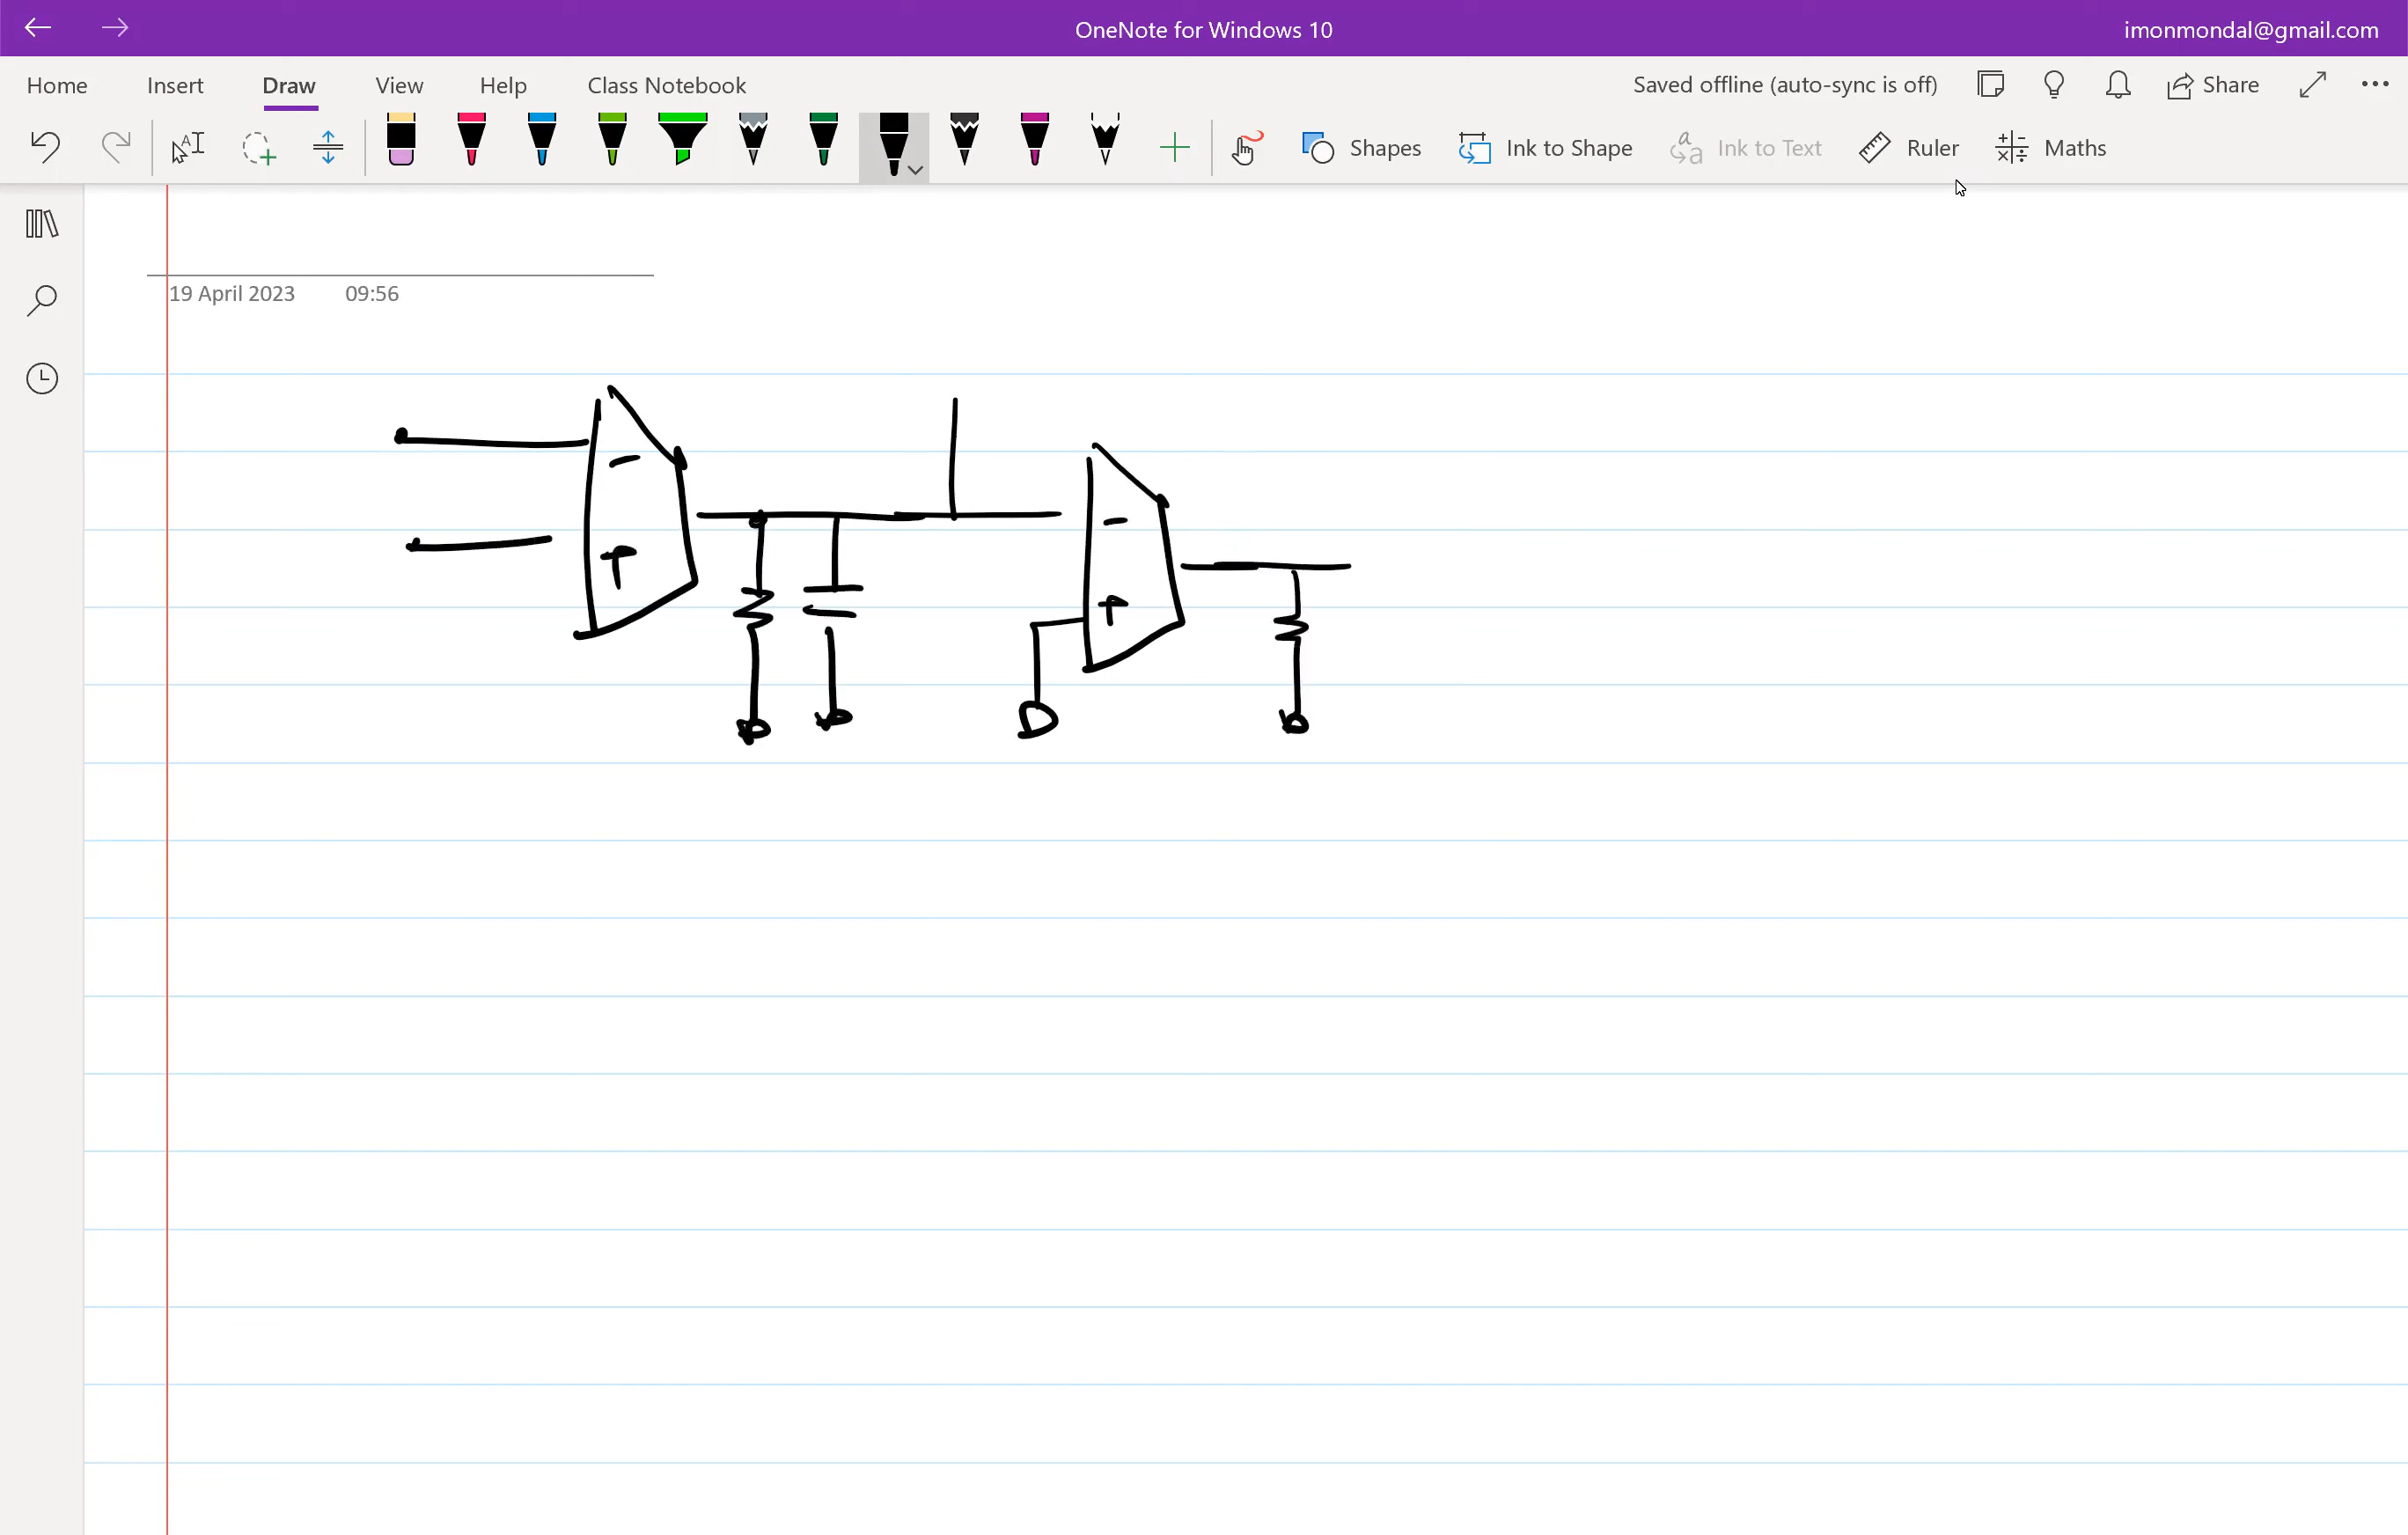 OneNote for Windows 10
imonmondal@gmail.com
Home Insert Draw View Help Class Notebook
Saved offline (auto-sync is off) Share
Shapes Ink to Shape Ink to Text Ruler Maths
19 April 2023 09:56
- -
+ +